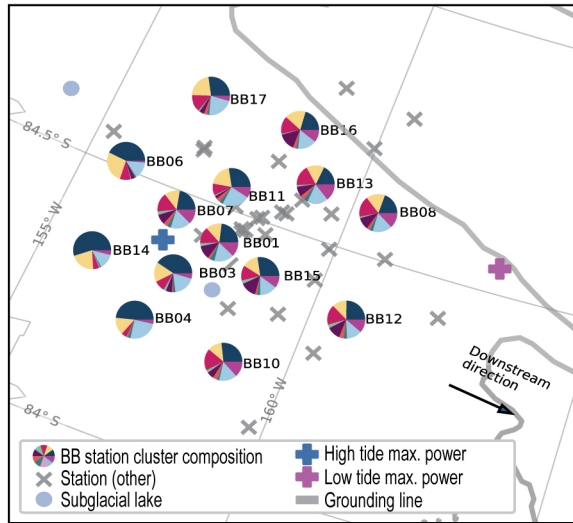 BB17
BB16
84.5° S
BB06
BB13
BB11
BB07
BB08
155° W
BB01
BB14
BB03
BB15
BB04
BB12
BB10
Downstream
direction
160° W
84° S
BB station cluster composition
Station (other)
Subglacial lake
High tide max. power
Low tide max. power
Grounding line